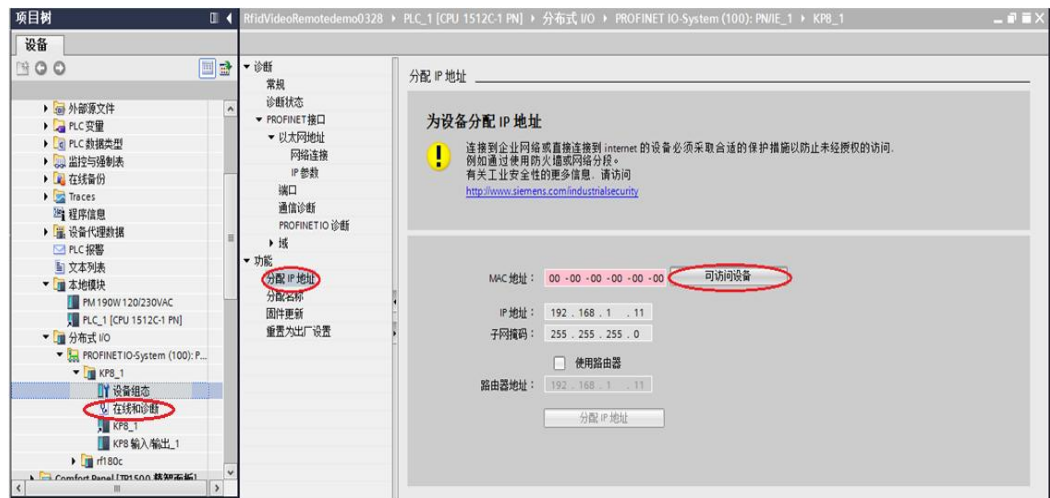 项目树
RfidVideoRemotedemo0328 ▸ PLC_1 [CPU 1512C-1 PN] ▸ 分布式 I/O ▸ PROFINET IO-System (100): PN/IE_1 ▸ KP8_1
设备
外部源文件
PLC 变量
PLC 数据类型
监控与强制表
在线备份
Traces
程序信息
设备代理数据
PLC 报警
文本列表
本地模块
PM 190W 120/230VAC
PLC_1 [CPU 1512C-1 PN]
分布式 I/O
PROFINET IO-System (100): P...
KP8_1
设备组态
在线和诊断
KP8_1
KP8 输入/输出_1
rf180c
Comfort Panel [TP1500 精智面板]
诊断
常规
诊断状态
PROFINET接口
以太网地址
网络连接
IP 参数
端口
通信诊断
PROFINET IO 诊断
域
功能
分配 IP 地址
分配名称
固件更新
重置为出厂设置
分配 IP 地址
为设备分配 IP 地址
连接到企业网络或直接连接到 internet 的设备必须采取合适的保护措施以防止未经授权的访问.
例如通过使用防火墙或网络分段。
有关工业安全性的更多信息, 请访问
http://www.siemens.com/industrialsecurity
MAC 地址: 00 -00 -00 -00 -00 -00 可访问设备
IP 地址: 192 . 168 . 1 . 11
子网掩码: 255 . 255 . 255 . 0
使用路由器
路由器地址: 192 . 168 . 1 . 11
分配 IP 地址